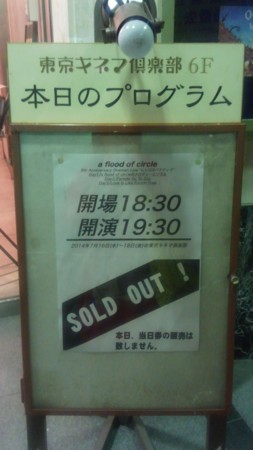 東京キネマ倶楽部 6F
本日のプログラム
a flood of circle
開場18:30
開演19:30
SOLD OUT !
本日、当日券の販売は
致しません。